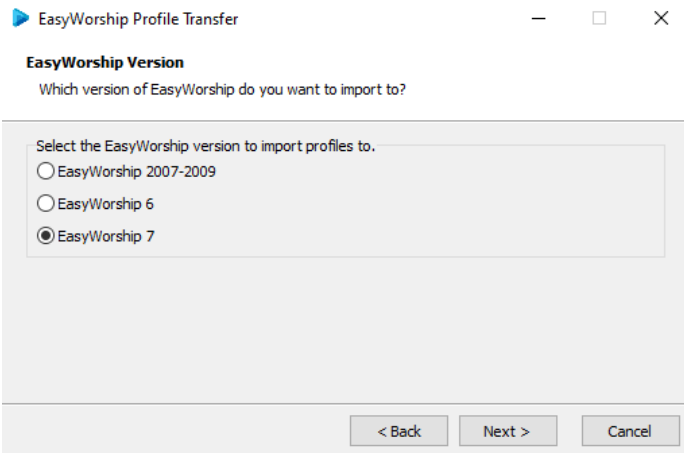 EasyWorship Profile Transfer
EasyWorship Version
Which version of EasyWorship do you want to import to?
Select the EasyWorship version to import profiles to.
EasyWorship 2007-2009
EasyWorship 6
EasyWorship 7
< Back Next > Cancel